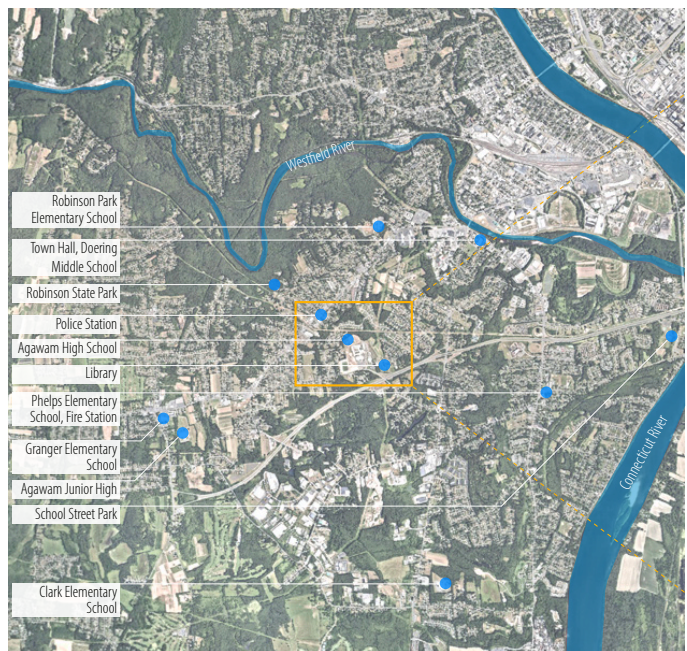 Westfield River
Robinson Park
Elementary School
Town Hall, Doering
Middle School
Robinson State Park
Police Station
Agawam High School
Library
Phelps Elementary
School, Fire Station
Granger Elementary
School
Agawam Junior High
School Street Park
Connecticut River
Clark Elementary
School